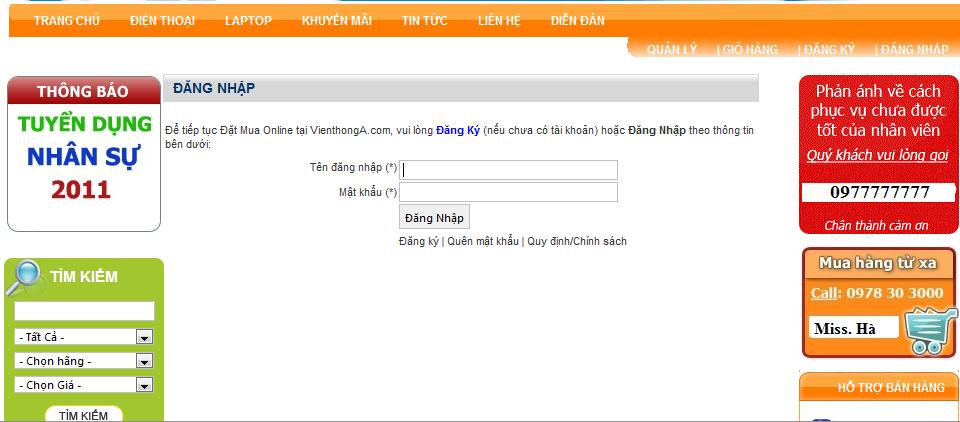 TRANG CHỦ ĐIỆN THOẠI LAPTOP KHUYẾN MÃI TIN TỨC LIÊN HỆ DIỄN ĐÀN
QUẢN LÝ | GIỎ HÀNG | ĐĂNG KÝ | ĐĂNG NHẬP
THÔNG BÁO
TUYỂN DỤNG
NHÂN SỰ
2011
TÌM KIẾM
- Tất Cả -
- Chọn hãng -
- Chọn Giá -
TÌM KIẾM
ĐĂNG NHẬP
Để tiếp tục Đặt Mua Online tại VienthongA.com, vui lòng Đăng Ký (nếu chưa có tài khoản) hoặc Đăng Nhập theo thông tin
bên dưới:
Tên đăng nhập (*)
Mật khẩu (*)
Đăng Nhập
Đăng ký | Quên mật khẩu | Quy định/Chính sách
Phản ánh về cách
phục vụ chưa được
tốt của nhân viên
Quý khách vui lòng gọi
0977777777
Chân thành cám ơn
Mua hàng từ xa
Call: 0978 30 3000
Miss. Hà
HỖ TRỢ BÁN HÀNG